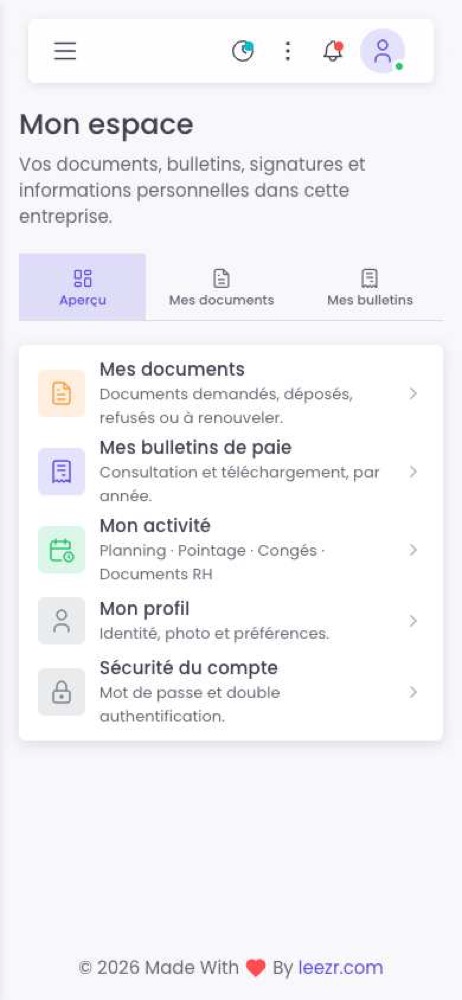 Mon espace
Vos documents, bulletins, signatures et
informations personnelles dans cette
entreprise.
Aperçu
Mes documents
Mes bulletins
Mes documents
Documents demandés, déposés,
refusés ou à renouveler.
Mes bulletins de paie
Consultation et téléchargement, par
année.
Mon activité
Planning · Pointage · Congés ·
Documents RH
Mon profil
Identité, photo et préférences.
Sécurité du compte
Mot de passe et double
authentification.
© 2026 Made With ❤ By leezr.com